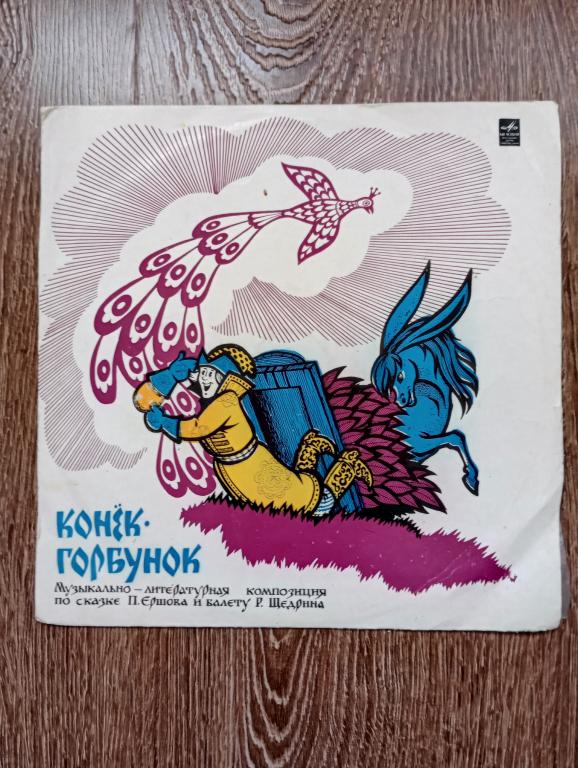 КОНЁК-
ГОРБУНОК
Музыкально-литературная композиция
по сказке П. Ершова и балету Р. Щедрина